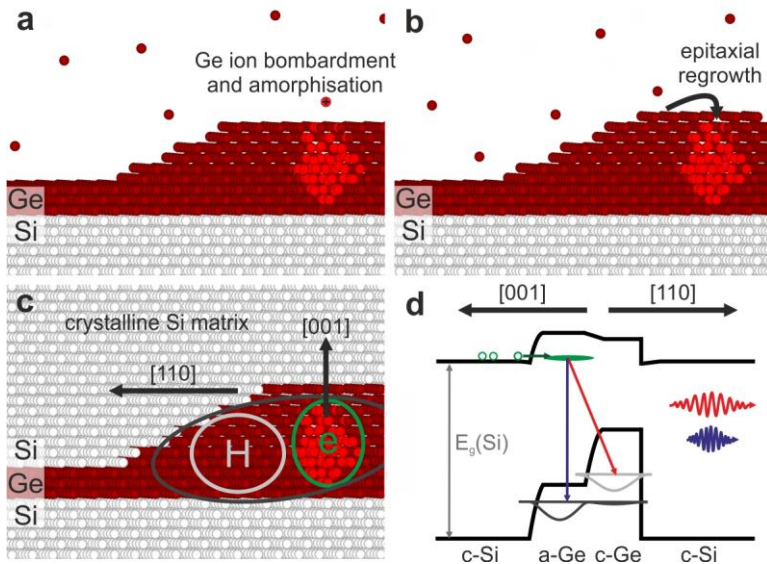 a
Ge ion bombardment
and amorphisation
+
Ge
Si
b
epitaxial
regrowth
Ge
Si
c
crystalline Si matrix
[001]
[110]
H
e
Si
Ge
Si
d
[001]
[110]
E_g(Si)
c-Si
a-Ge
c-Ge
c-Si